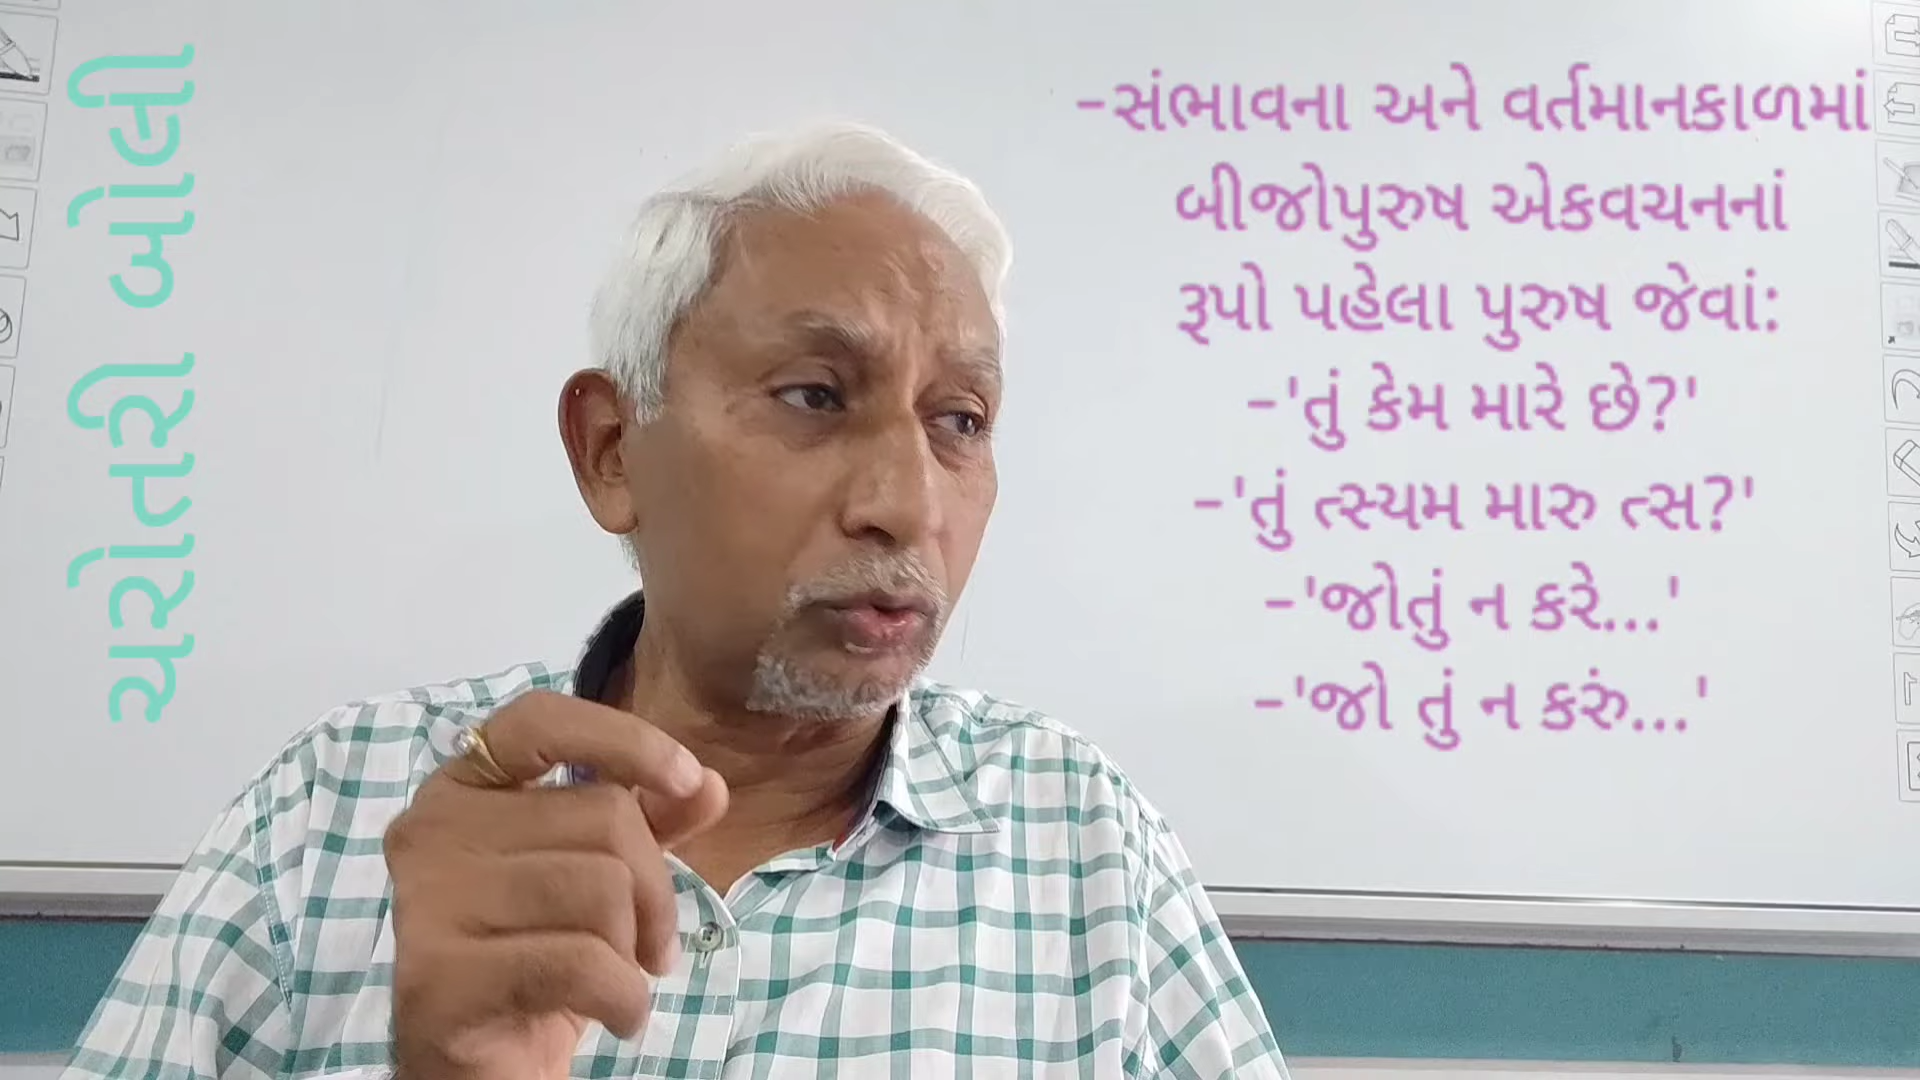 ચરોતરી બોલી
-સંભાવના અને વર્તમાનકાળમાં
બીજોપુરુષ એકવચનનાં
રૂપો પહેલા પુરુષ જેવાં:
-'તું કેમ મારે છે?'
-'તું ત્સ્યમ મારુ ત્સ?'
-'જોતું ન કરે...'
-'જો તું ન કરું...'